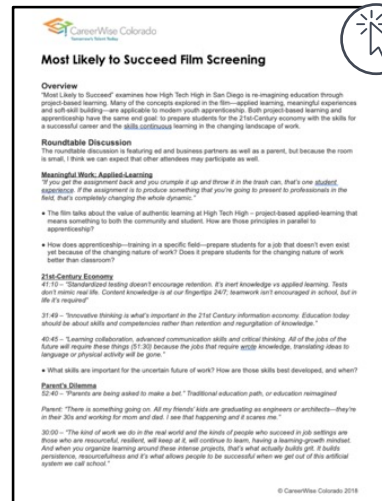 CareerWise Colorado
Tomorrow's Talent Today.
Most Likely to Succeed Film Screening
Overview
"Most Likely to Succeed" examines how High Tech High in San Diego is re-imagining education through
project-based learning. Many of the concepts explored in the film—applied learning, meaningful experiences
and soft-skill building—are applicable to modern youth apprenticeship. Both project-based learning and
apprenticeship have the same end goal: to prepare students for the 21st-Century economy with the skills for
a successful career and the skills continuous learning in the changing landscape of work.
Roundtable Discussion
The roundtable discussion is featuring ed and business partners as well as a parent, but because the room
is small, I think we can expect that other attendees may participate as well.
Meaningful Work: Applied-Learning
"If you get the assignment back and you crumple it up and throw it in the trash can, that's one student
experience. If the assignment is to produce something that you're going to present to professionals in the
field, that's completely changing the whole dynamic."
● The film talks about the value of authentic learning at High Tech High – project-based applied-learning that
means something to both the community and student. How are those principles in parallel to
apprenticeship?
● How does apprenticeship—training in a specific field—prepare students for a job that doesn't even exist
yet because of the changing nature of work? Does it prepare students for the changing nature of work
better than classroom?
21st-Century Economy
41:10 – "Standardized testing doesn't encourage retention. It's inert knowledge vs applied learning. Tests
don't mimic real life. Content knowledge is at our fingertips 24/7; teamwork isn't encouraged in school, but in
life it's required"
31:49 – "Innovative thinking is what's important in the 21st Century information economy. Education today
should be about skills and competencies rather than retention and regurgitation of knowledge."
40:45 – "Learning collaboration, advanced communication skills and critical thinking. All of the jobs of the
future will require these (51:30) because the jobs that require wrote knowledge, translating ideas to
language or physical activity will be gone."
● What skills are important for the uncertain future of work? How are those skills best developed, and when?
Parent's Dilemma
52:40 – "Parents are being asked to make a bet." Traditional education path, or education reimagined
Parent: "There is something going on. All my friends' kids are graduating as engineers or architects—they're
in their 30s and working for mom and dad. I see that happening and it scares me."
30:00 – "The kind of work we do in the real world and the kinds of people who succeed in job settings are
those who are resourceful, resilient, will keep at it, will continue to learn, having a learning-growth mindset.
And when you organize learning around these intense projects, that's what actually builds grit. It builds
persistence, resourcefulness and it's what allows people to be successful when we get out of this artificial
system we call school."
© CareerWise Colorado 2018